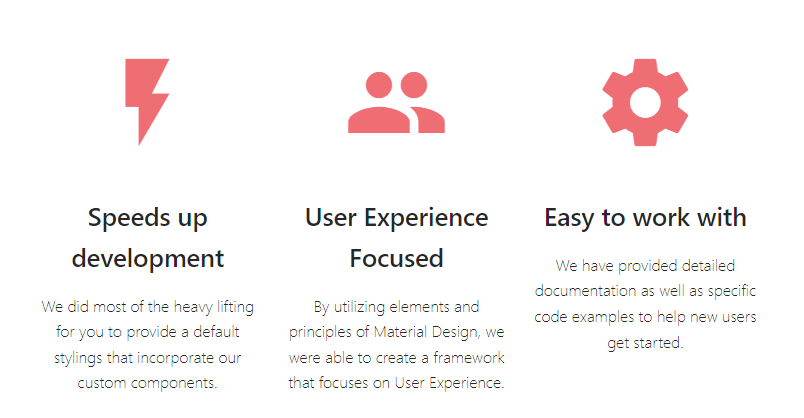 Speeds up
development
We did most of the heavy lifting
for you to provide a default
stylings that incorporate our
custom components.
User Experience
Focused
By utilizing elements and
principles of Material Design, we
were able to create a framework
that focuses on User Experience.
Easy to work with
We have provided detailed
documentation as well as specific
code examples to help new users
get started.